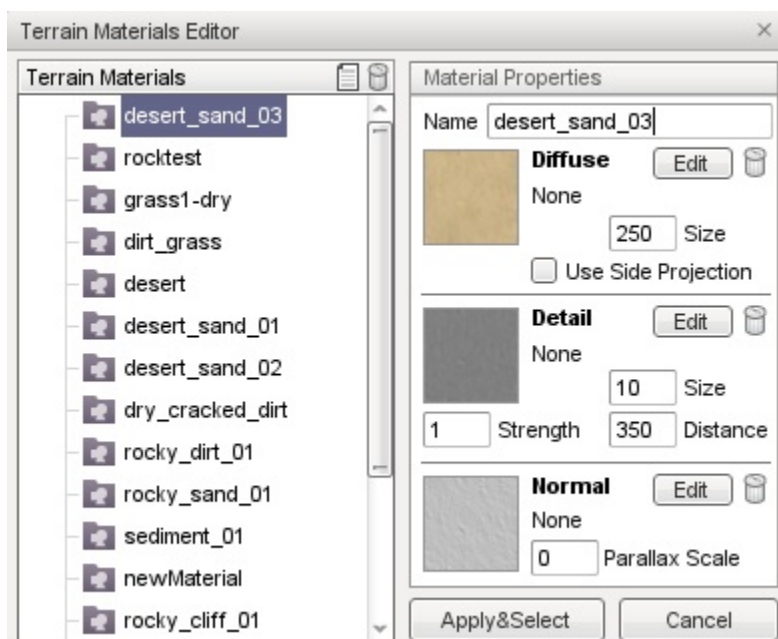 Terrain Materials Editor
Terrain Materials
desert_sand_03
rocktest
grass1-dry
dirt_grass
desert
desert_sand_01
desert_sand_02
dry_cracked_dirt
rocky_dirt_01
rocky_sand_01
sediment_01
newMaterial
rocky_cliff_01
Material Properties
Name desert_sand_03
Diffuse Edit
None
250 Size
Use Side Projection
Detail Edit
None
10 Size
1 Strength 350 Distance
Normal Edit
None
0 Parallax Scale
Apply&Select Cancel